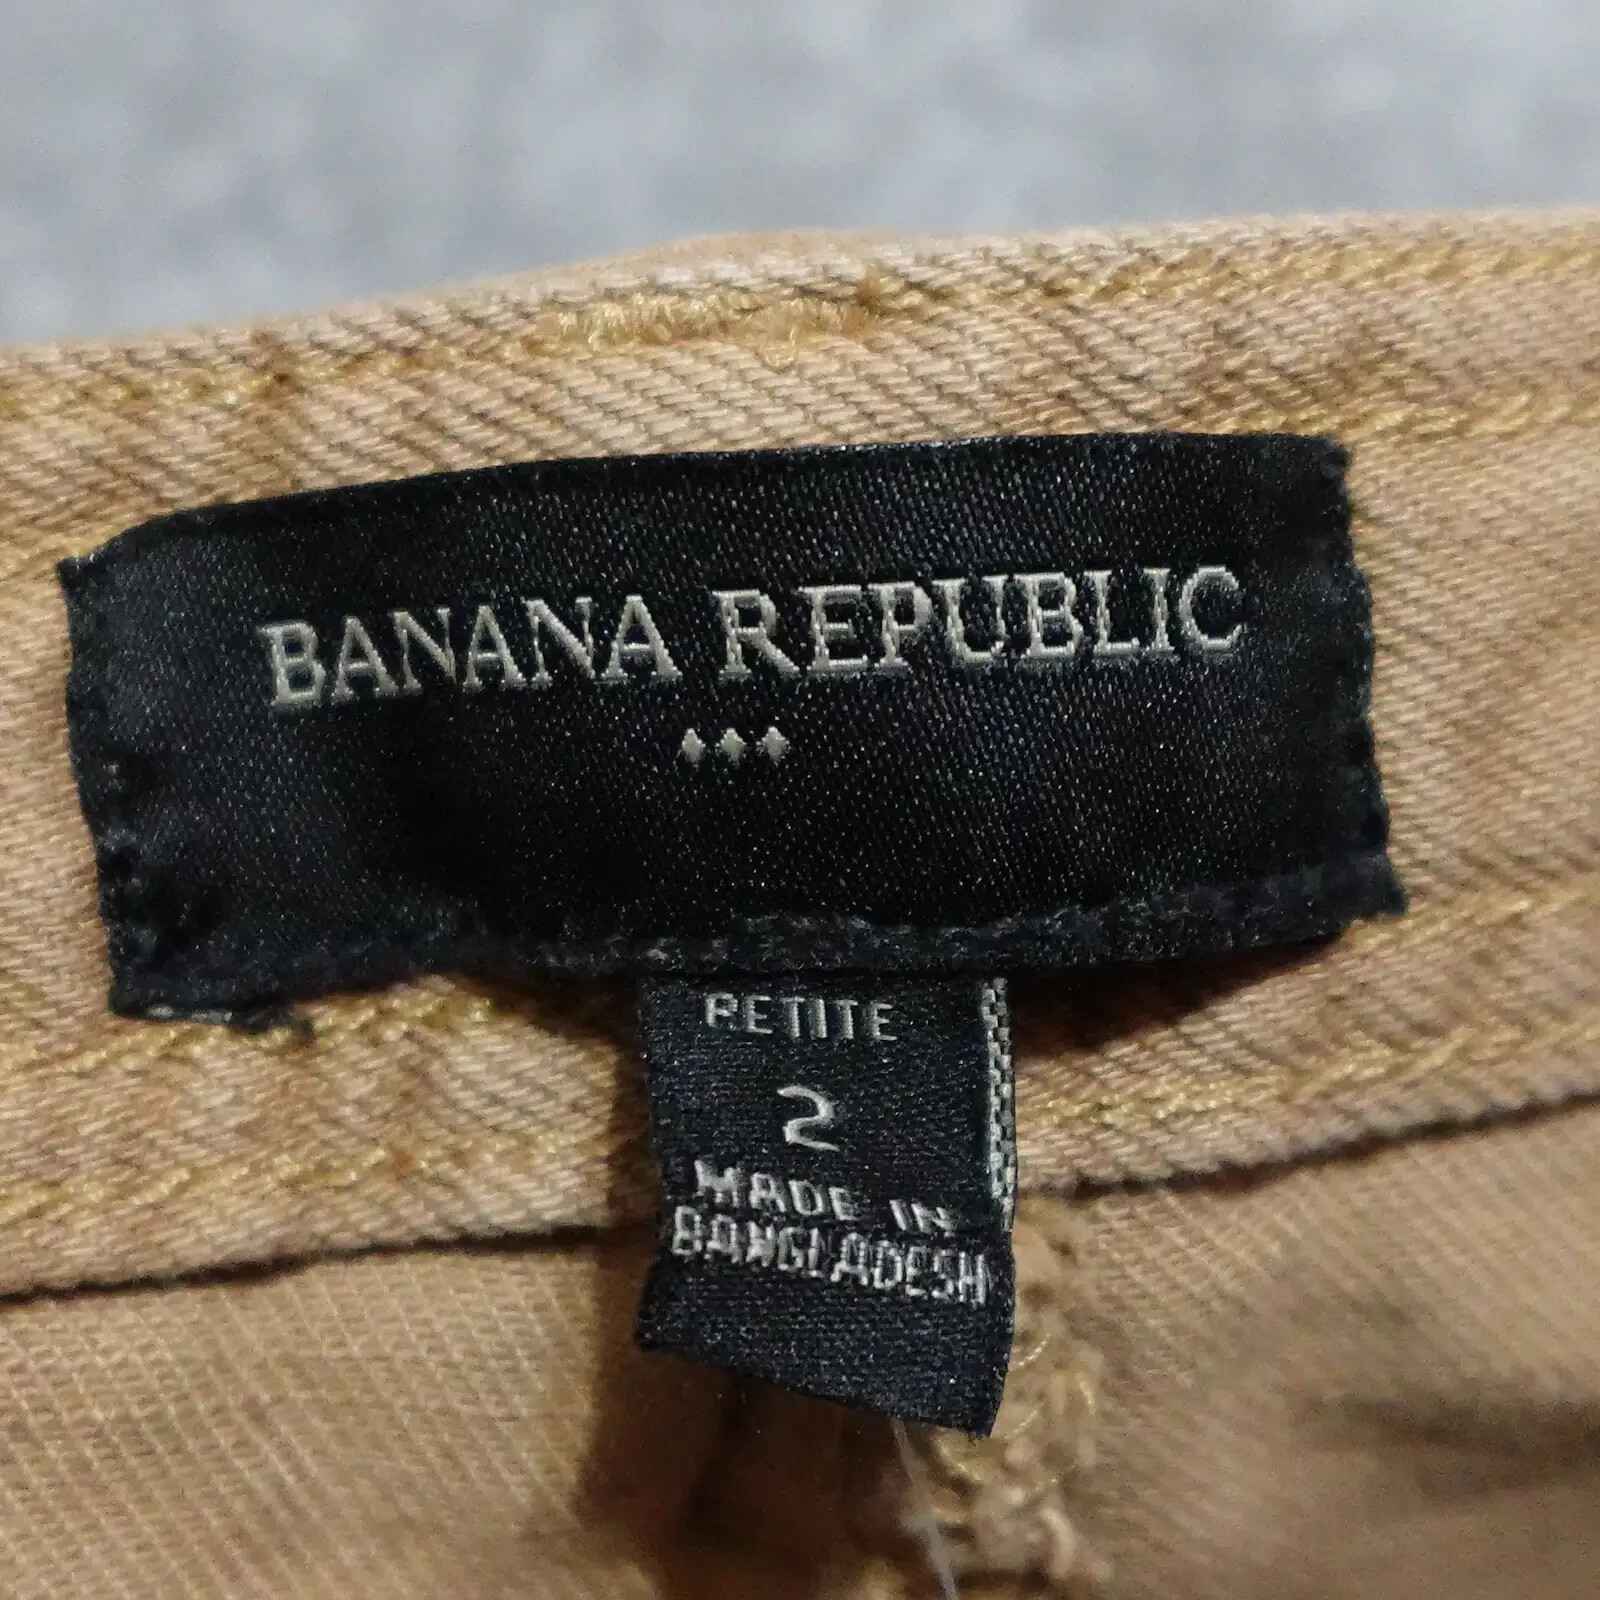 BANANA REPUBLIC
PETITE
2
MADE IN
BANGLADESH